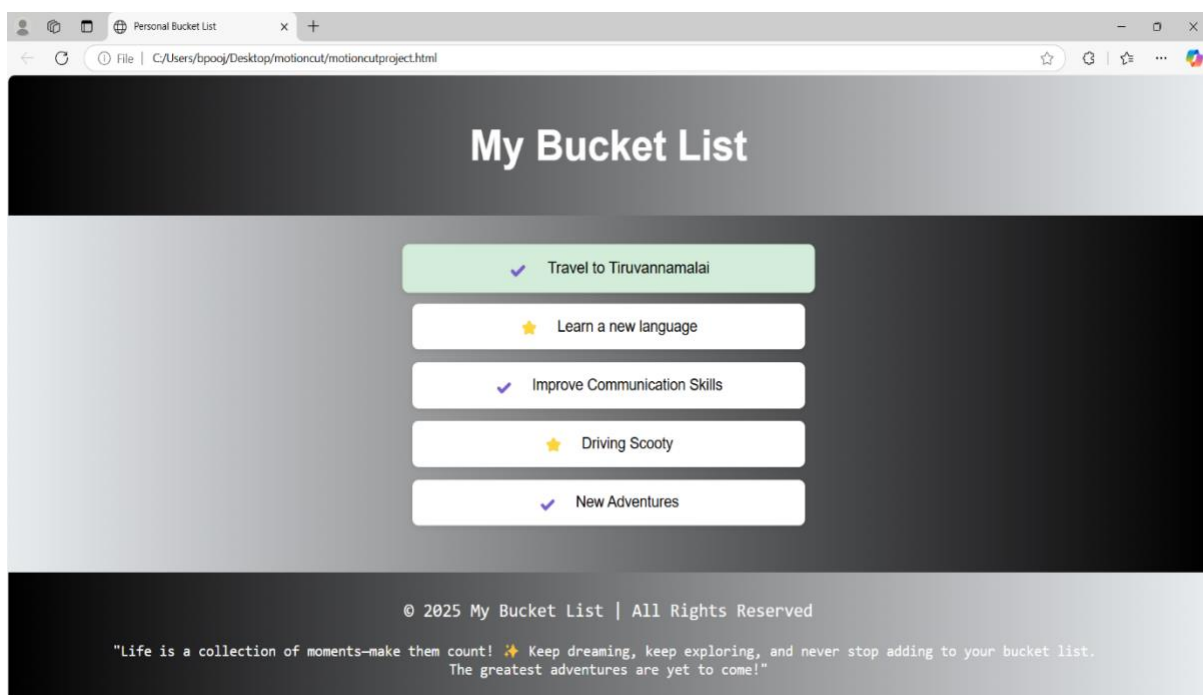 Personal Bucket List
File | C:/Users/bpooj/Desktop/motioncut/motioncutproject.html
My Bucket List
✔ Travel to Tiruvannamalai
⭐ Learn a new language
✔ Improve Communication Skills
⭐ Driving Scooty
✔ New Adventures
© 2025 My Bucket List | All Rights Reserved
"Life is a collection of moments—make them count! ✨ Keep dreaming, keep exploring, and never stop adding to your bucket list.
The greatest adventures are yet to come!"